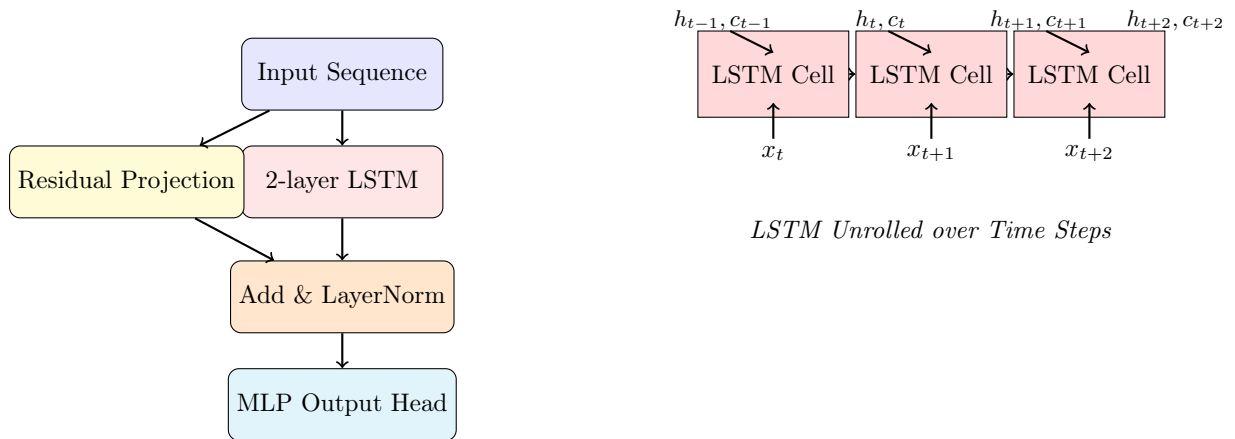 Input Sequence
Residual Projection
2-layer LSTM
Add & LayerNorm
MLP Output Head
h_{t−1}, c_{t−1}
h_t, c_t
h_{t+1}, c_{t+1}
h_{t+2}, c_{t+2}
LSTM Cell
LSTM Cell
LSTM Cell
x_t
x_{t+1}
x_{t+2}
LSTM Unrolled over Time Steps